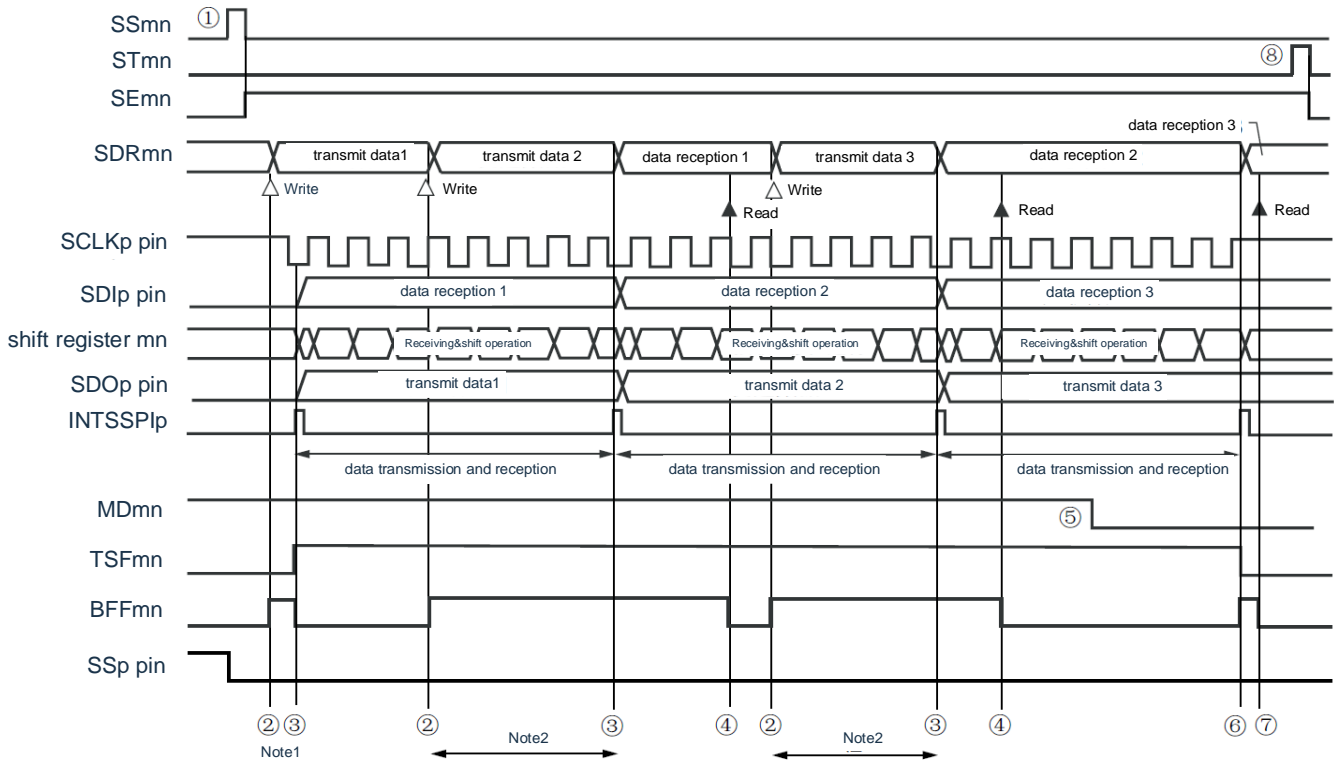 SSmn ①
STmn ⑧
SEmn
data reception 3
SDRmn transmit data1 transmit data 2 data reception 1 transmit data 3 data reception 2
Write Write Write
Read Read Read
SCLKp pin
SDIp pin data reception 1 data reception 2 data reception 3
shift register mn Receiving&shift operation Receiving&shift operation Receiving&shift operation
SDOp pin transmit data1 transmit data 2 transmit data 3
INTSSPIp
data transmission and reception data transmission and reception data transmission and reception
MDmn ⑤
TSFmn
BFFmn
SSp pin
② ③ ② ③ ④ ② ③ ④ ⑥ ⑦
Note1 Note2 Note2